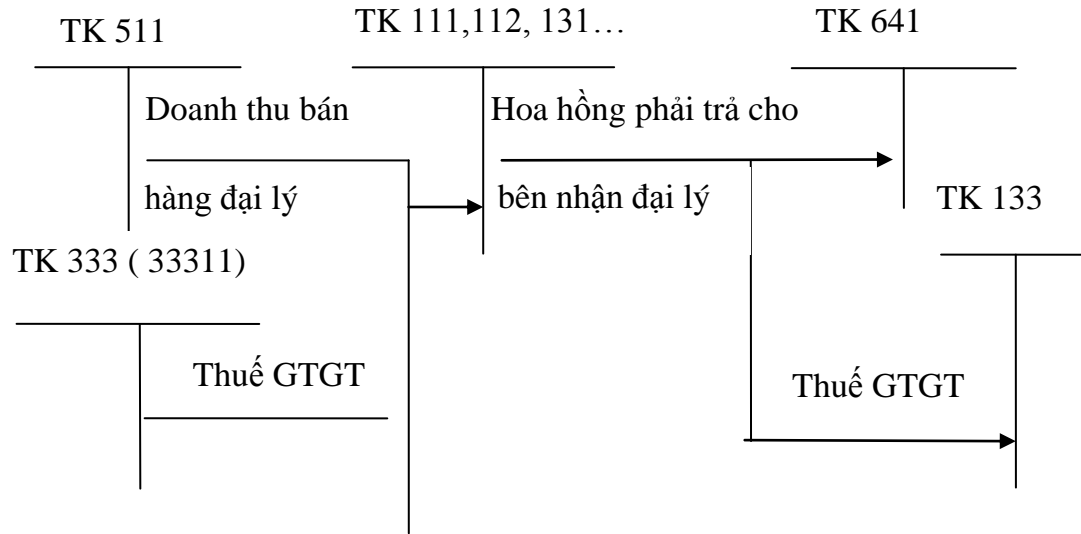 TK 511
TK 111,112, 131…
TK 641
Doanh thu bán
hàng đại lý
Hoa hồng phải trả cho
bên nhận đại lý
TK 133
TK 333 ( 33311)
Thuế GTGT
Thuế GTGT